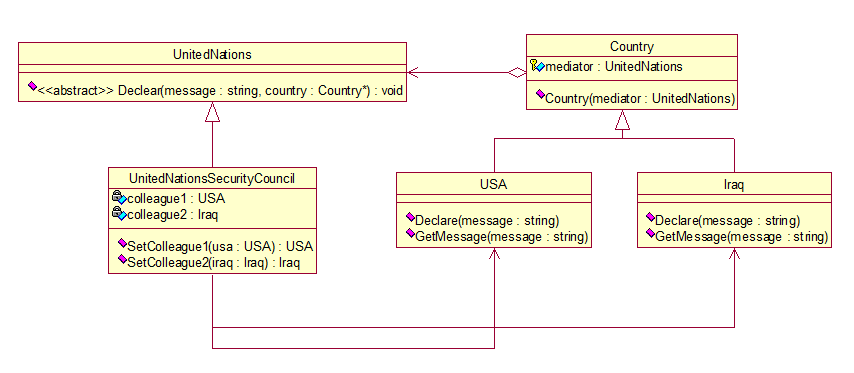 UnitedNations
<<abstract>> Declear(message : string, country : Country*) : void
Country
mediator : UnitedNations
Country(mediator : UnitedNations)
UnitedNationsSecurityCouncil
colleague1 : USA
colleague2 : Iraq
SetColleague1(usa : USA) : USA
SetColleague2(iraq : Iraq) : Iraq
USA
Declare(message : string)
GetMessage(message : string)
Iraq
Declare(message : string)
GetMessage(message : string)